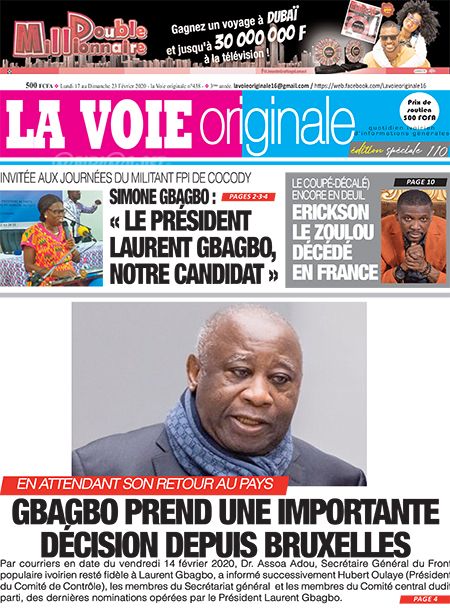 Double
Millionnaire
Gagnez un voyage à DUBAÏ
et jusqu'à 30 000 000 F
à la télévision !
500 FCFA • Lundi 17 au Dimanche 23 Février 2020 - la Voie originale n°438 - • 3ème année. lavoieoriginale16@gmail.com / https://web.facebook.com/Lavoieoriginale16
LA VOIE originale
Prix de
soutien
500 FCFA
quotidien ivoirien
d'informations générales
édition spéciale 110
INVITÉE AUX JOURNÉES DU MILITANT FPI DE COCODY
SIMONE GBAGBO : PAGES 2-3-4
« LE PRÉSIDENT
LAURENT GBAGBO,
NOTRE CANDIDAT »
LE COUPÉ-DÉCALÉ)
ENCORE EN DEUIL PAGE 10
ERICKSON
LE ZOULOU
DÉCÉDÉ
EN FRANCE
EN ATTENDANT SON RETOUR AU PAYS
GBAGBO PREND UNE IMPORTANTE
DÉCISION DEPUIS BRUXELLES
Par courriers en date du vendredi 14 février 2020, Dr. Assoa Adou, Secrétaire Général du Front
populaire ivoirien resté fidèle à Laurent Gbagbo, a informé successivement Hubert Oulaye (Président
du Comité de Contrôle), les membres du Secrétariat général et les membres du Comité central dudit
parti, des dernières nominations opérées par le Président Laurent Gbagbo. PAGE 4